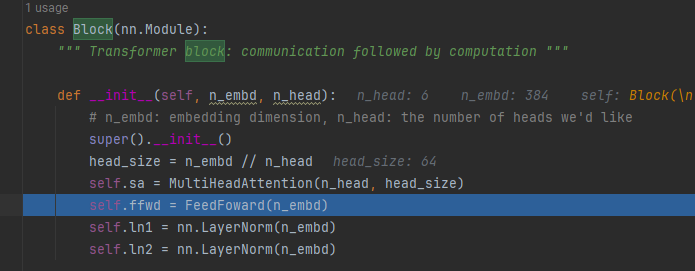 1 usage
class Block(nn.Module):
    """ Transformer block: communication followed by computation """
    def __init__(self, n_embd, n_head):   n_head: 6    n_embd: 384    self: Block(\n
        # n_embd: embedding dimension, n_head: the number of heads we'd like
        super().__init__()
        head_size = n_embd // n_head   head_size: 64
        self.sa = MultiHeadAttention(n_head, head_size)
        self.ffwd = FeedFoward(n_embd)
        self.ln1 = nn.LayerNorm(n_embd)
        self.ln2 = nn.LayerNorm(n_embd)